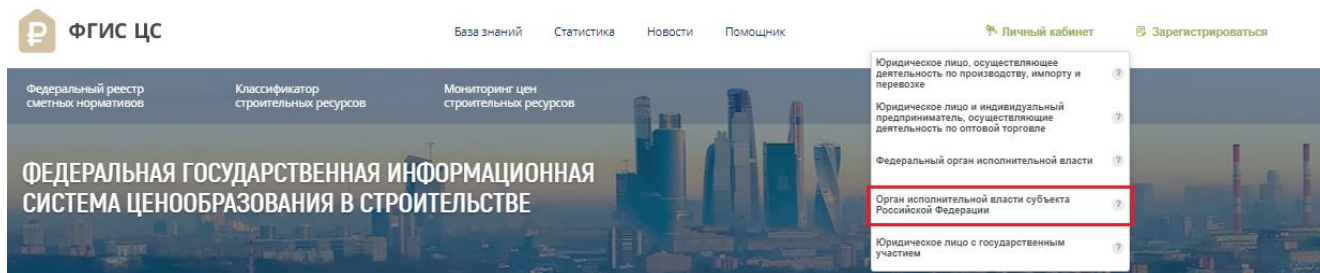 ФГИС ЦС
База знаний Статистика Новости Помощник
Личный кабинет Зарегистрироваться
Федеральный реестр
сметных нормативов
Классификатор
строительных ресурсов
Мониторинг цен
строительных ресурсов
ФЕДЕРАЛЬНАЯ ГОСУДАРСТВЕННАЯ ИНФОРМАЦИОННАЯ
СИСТЕМА ЦЕНООБРАЗОВАНИЯ В СТРОИТЕЛЬСТВЕ
Юридическое лицо, осуществляющее
деятельность по производству, импорту и
перевозке
?
Юридическое лицо и индивидуальный
предприниматель, осуществляющие
деятельность по оптовой торговле
?
Федеральный орган исполнительной власти ?
Орган исполнительной власти субъекта
Российской Федерации
?
Юридическое лицо с государственным
участием
?